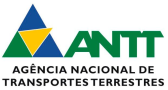 ANTT
AGÊNCIA NACIONAL DE
TRANSPORTES TERRESTRES